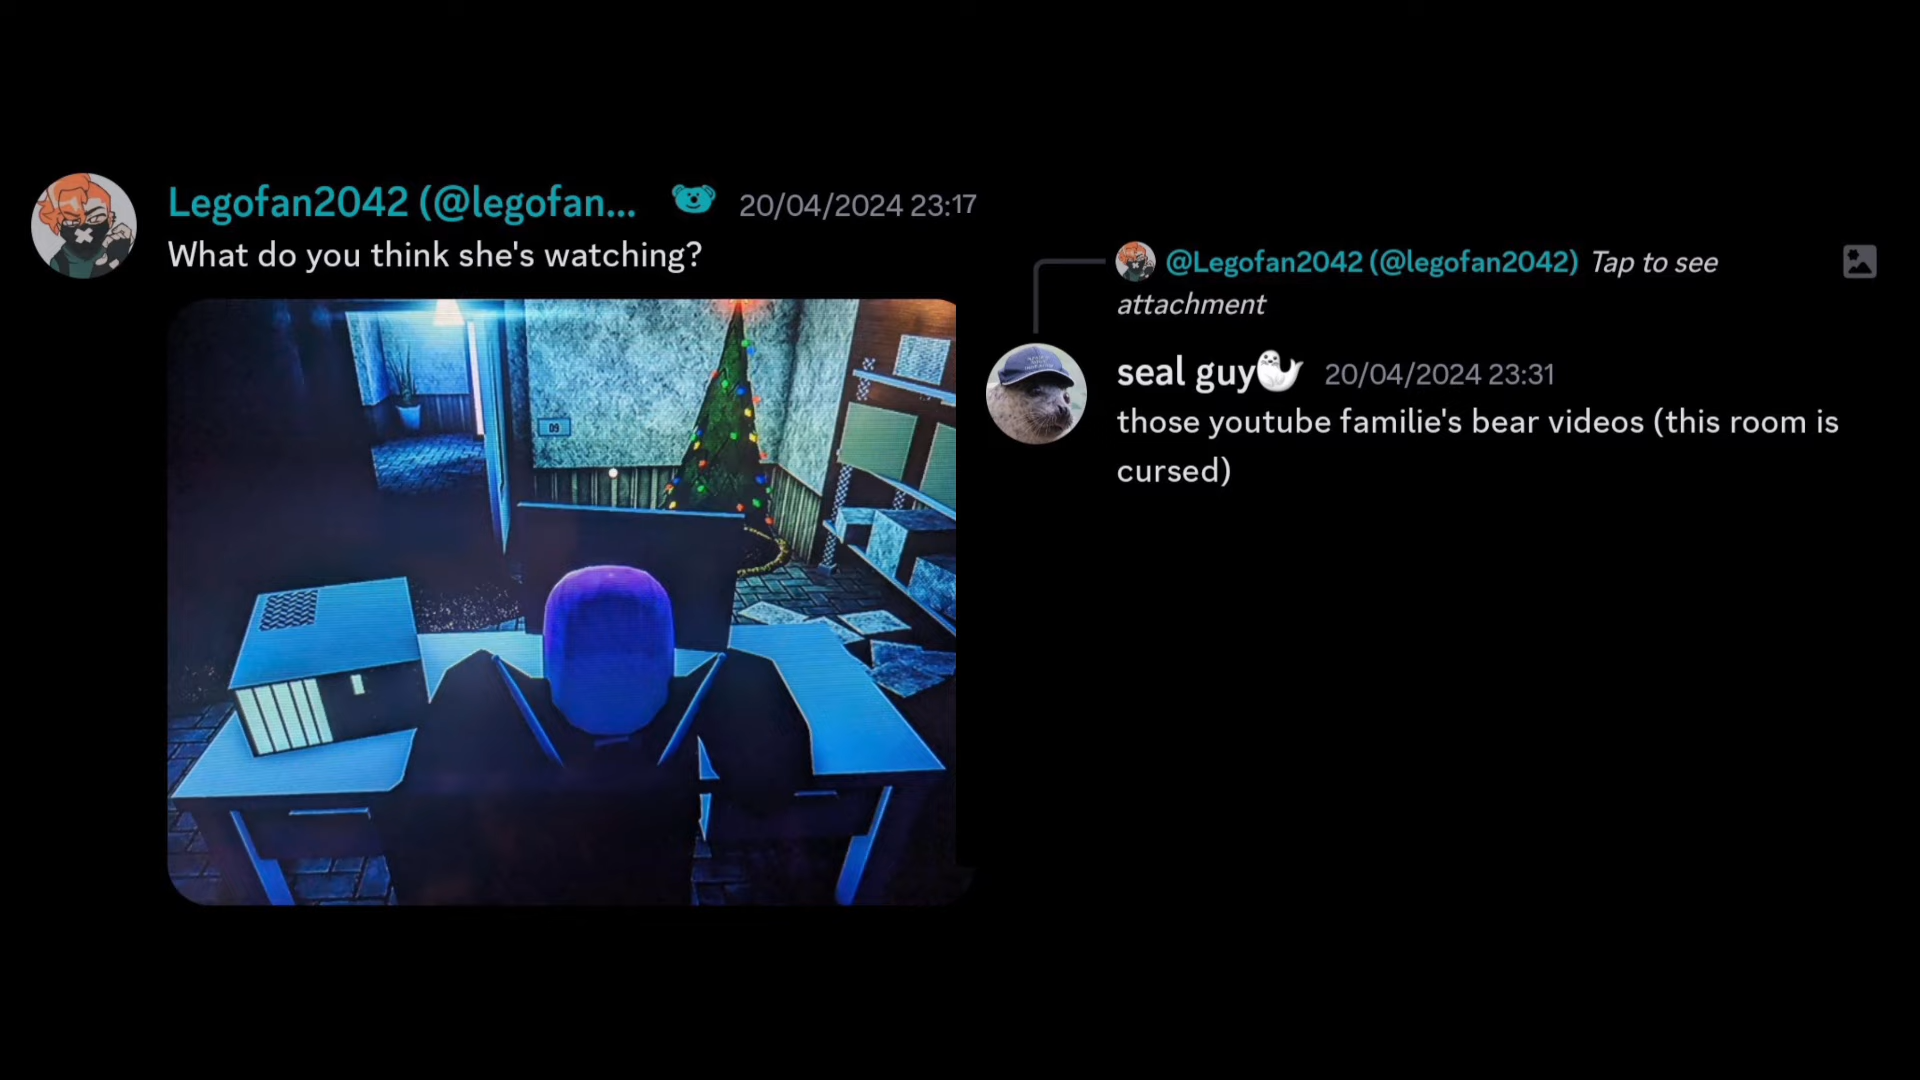 Legofan2042 (@legofan... 20/04/2024 23:17
What do you think she's watching?
09
@Legofan2042 (@legofan2042) Tap to see
attachment
seal guy 20/04/2024 23:31
those youtube familie's bear videos (this room is
cursed)